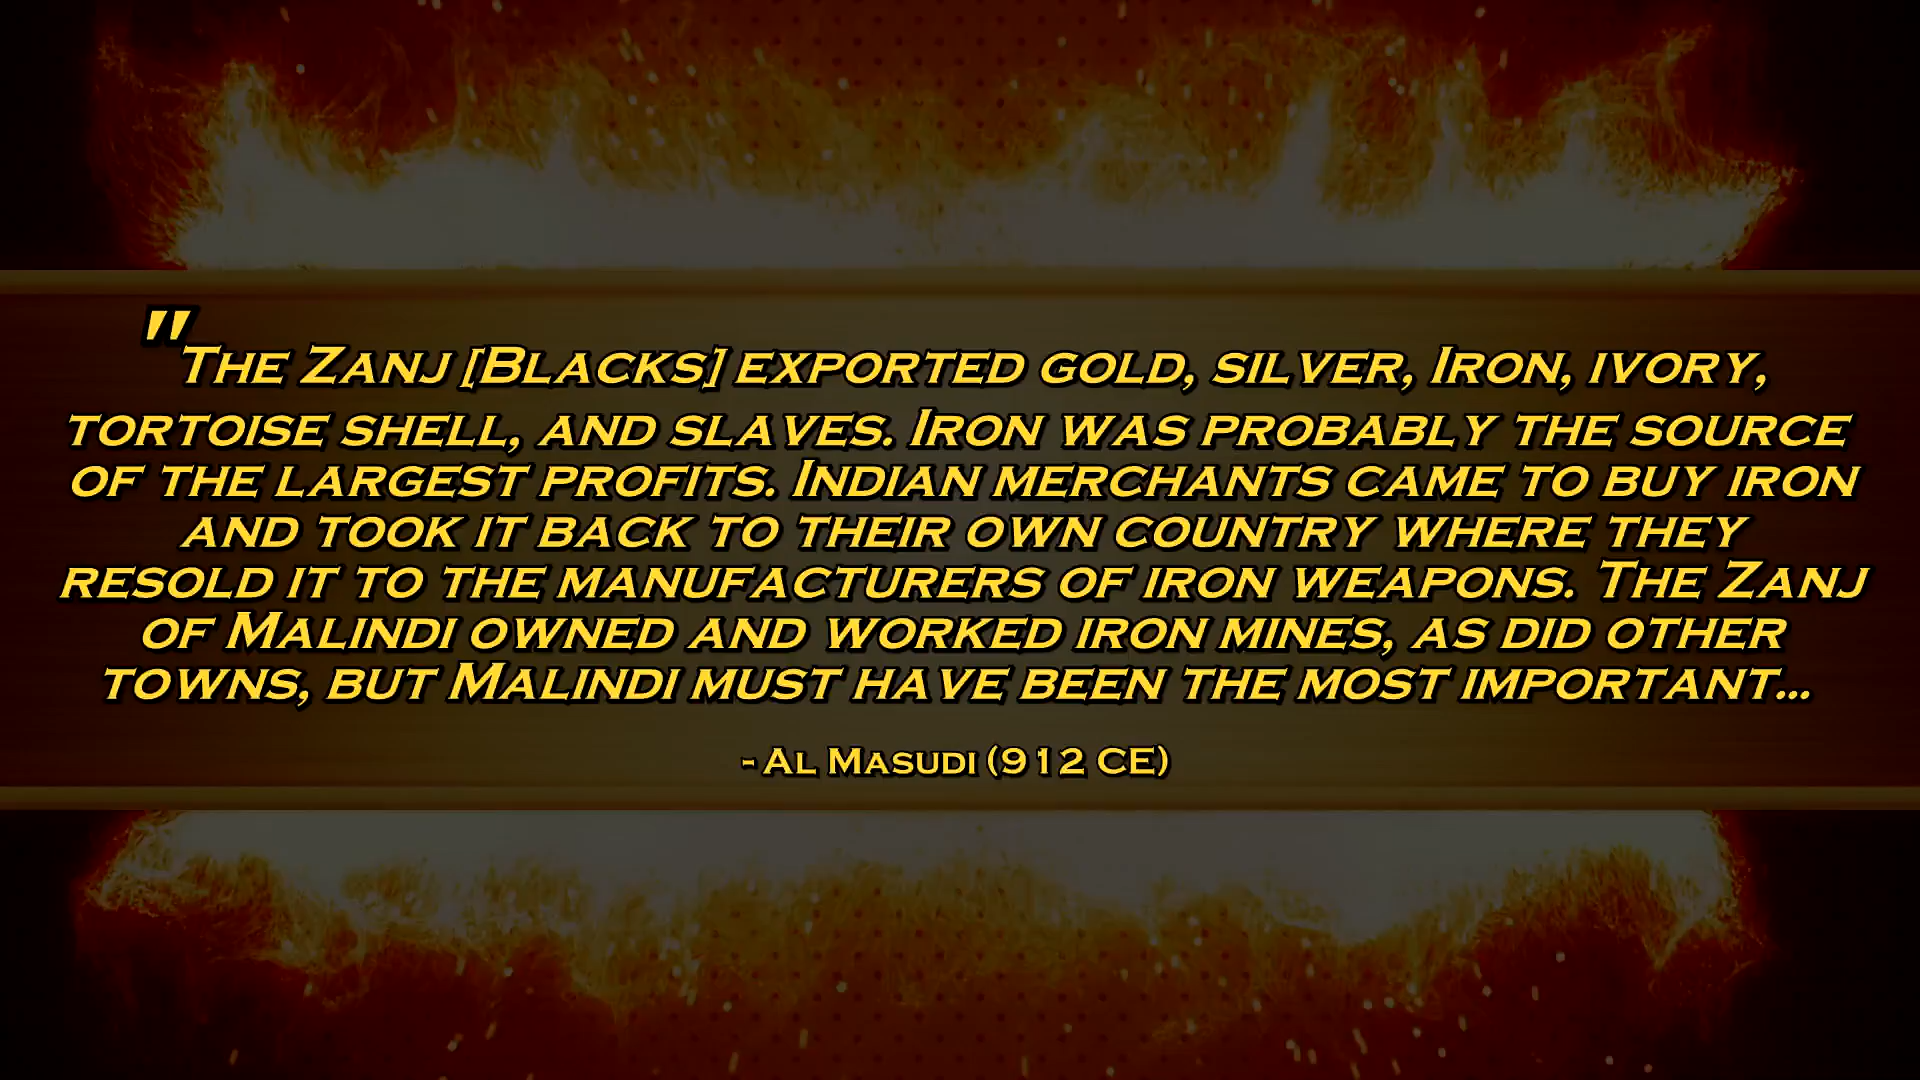 "The Zanj [Blacks] exported gold, silver, Iron, ivory,
tortoise shell, and slaves. Iron was probably the source
of the largest profits. Indian merchants came to buy iron
and took it back to their own country where they
resold it to the manufacturers of iron weapons. The Zanj
of Malindi owned and worked iron mines, as did other
towns, but Malindi must have been the most important...
- Al Masudi (912 CE)